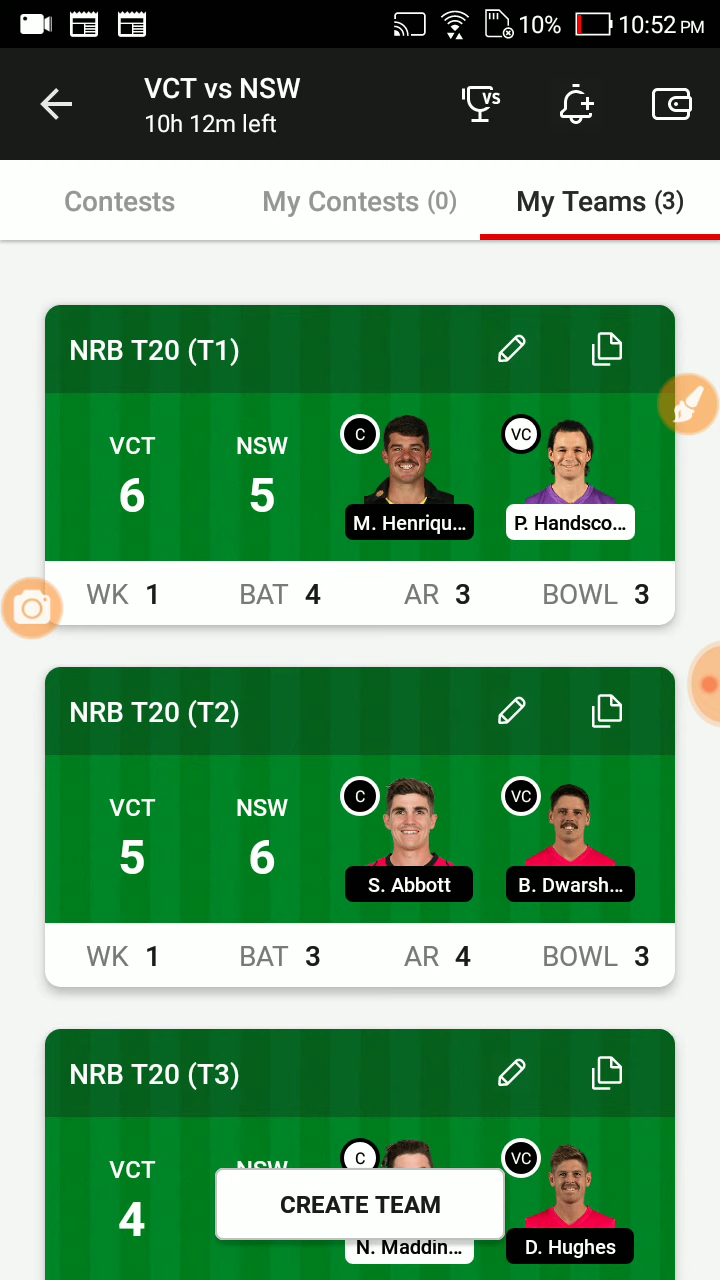 10% 10:52 PM
VCT vs NSW
10h 12m left
VS
Contests My Contests (0) My Teams (3)
NRB T20 (T1)
VCT NSW C VC
6 5
M. Henriqu... P. Handsco...
WK 1 BAT 4 AR 3 BOWL 3
NRB T20 (T2)
VCT NSW C VC
5 6
S. Abbott B. Dwarsh...
WK 1 BAT 3 AR 4 BOWL 3
NRB T20 (T3)
VCT NSW C VC
4
CREATE TEAM
N. Maddin... D. Hughes